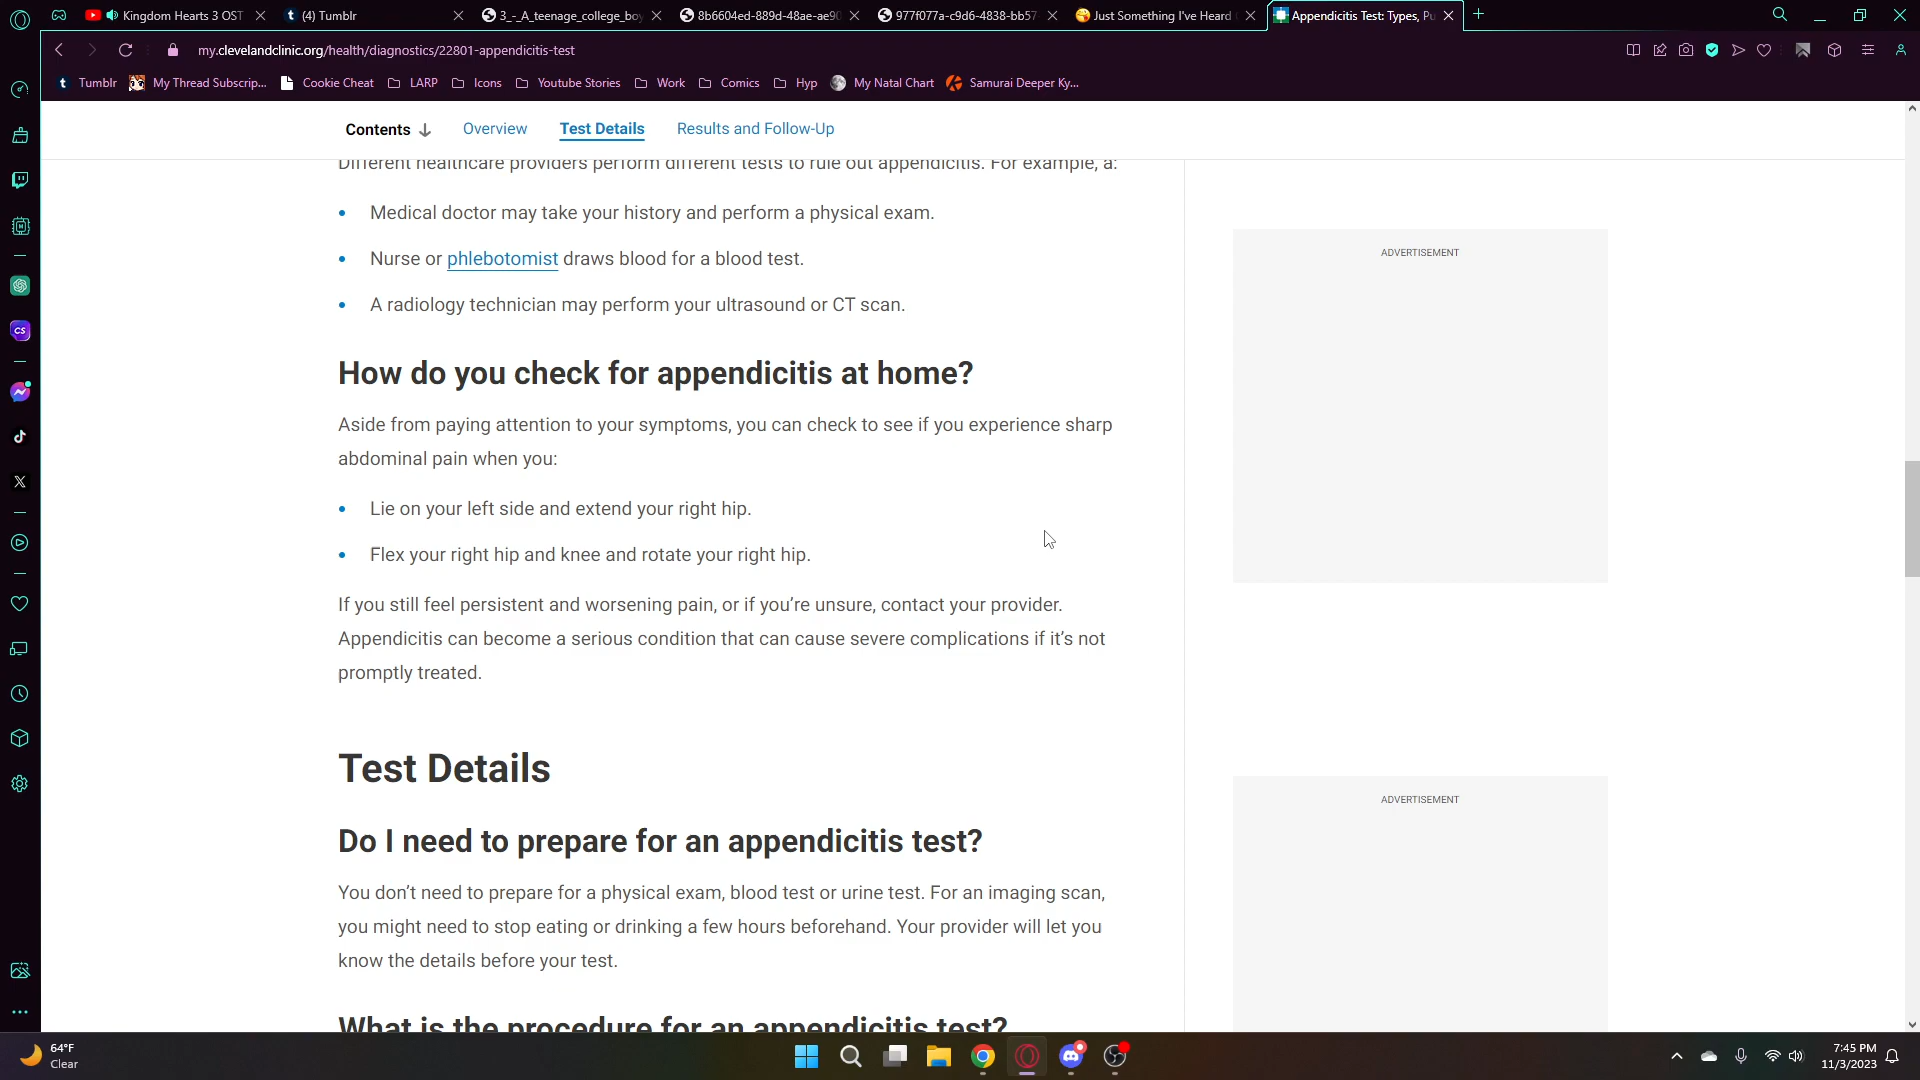 Kingdom Hearts 3 OST
(4) Tumblr
3_-_A_teenage_college_boy
8b6604ed-889d-48ae-ae90
977f077a-c9d6-4838-bb57
Just Something I've Heard
Appendicitis Test: Types, Pu
my.clevelandclinic.org/health/diagnostics/22801-appendicitis-test
Tumblr
My Thread Subscrip...
Cookie Cheat
LARP
Icons
Youtube Stories
Work
Comics
Hyp
My Natal Chart
Samurai Deeper Ky...
Contents
Overview
Test Details
Results and Follow-Up
Different healthcare providers perform different tests to rule out appendicitis. For example, a:
• Medical doctor may take your history and perform a physical exam.
• Nurse or phlebotomist draws blood for a blood test.
• A radiology technician may perform your ultrasound or CT scan.
How do you check for appendicitis at home?
Aside from paying attention to your symptoms, you can check to see if you experience sharp
abdominal pain when you:
• Lie on your left side and extend your right hip.
• Flex your right hip and knee and rotate your right hip.
If you still feel persistent and worsening pain, or if you’re unsure, contact your provider.
Appendicitis can become a serious condition that can cause severe complications if it’s not
promptly treated.
Test Details
Do I need to prepare for an appendicitis test?
You don’t need to prepare for a physical exam, blood test or urine test. For an imaging scan,
you might need to stop eating or drinking a few hours beforehand. Your provider will let you
know the details before your test.
What is the procedure for an appendicitis test?
ADVERTISEMENT
ADVERTISEMENT
CS
64°F
Clear
7:45 PM
11/3/2023